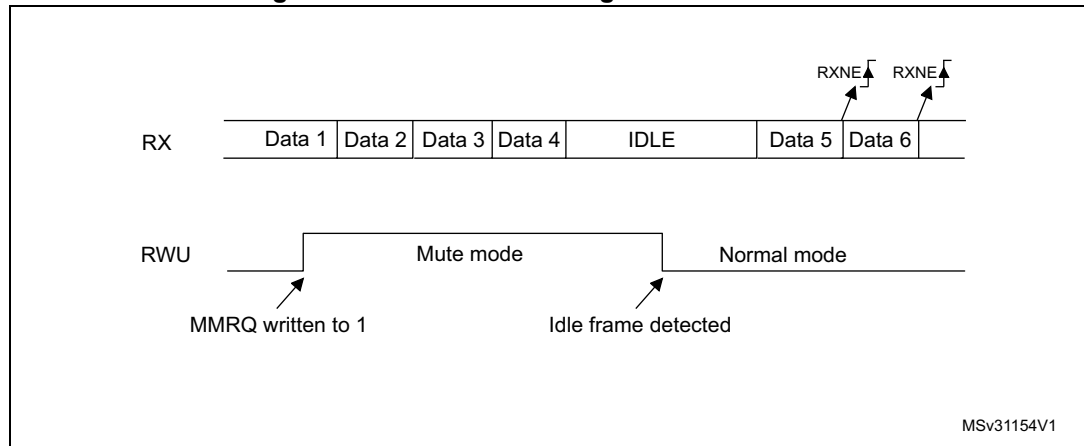 RXNE RXNE
RX Data 1 Data 2 Data 3 Data 4 IDLE Data 5 Data 6
RWU Mute mode Normal mode
MMRQ written to 1 Idle frame detected
MSv31154V1